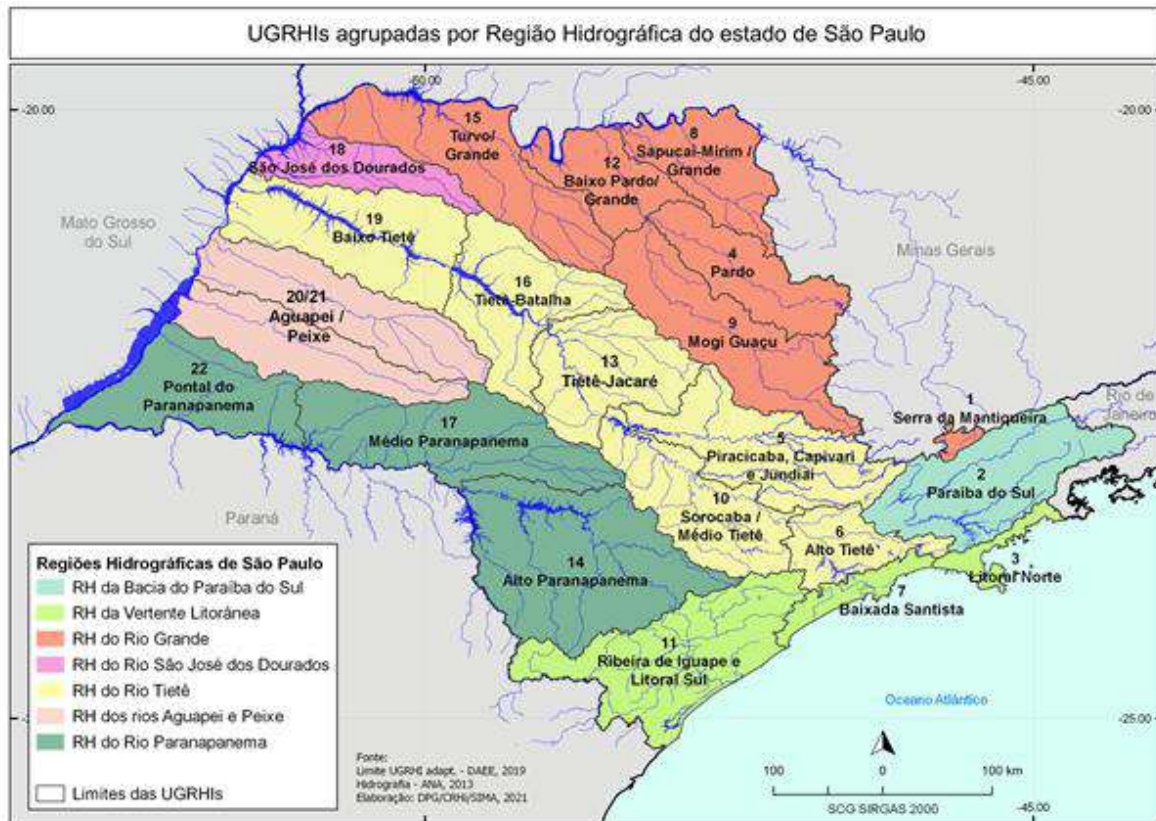 UGRHIs agrupadas por Região Hidrográfica do estado de São Paulo
-50.00
-45.00
-20.00
-20.00
15
Turvo/
Grande
8
Sapucaí-Mirim /
Grande
18
São José dos Dourados
12
Baixo Pardo/
Grande
Mato Grosso
do Sul
19
Baixo Tietê
4
Pardo
Minas Gerais
16
Tietê-Batalha
20/21
Aguapeí /
Peixe
9
Mogi Guaçu
13
Tietê-Jacaré
22
Pontal do
Paranapanema
1
Serra da Mantiqueira
Rio de
Janeiro
17
Médio Paranapanema
5
Piracicaba, Capivari
e Jundiaí
2
Paraíba do Sul
10
Sorocaba /
Médio Tietê
6
Alto Tietê
Paraná
3
Litoral Norte
14
Alto Paranapanema
7
Baixada Santista
11
Ribeira de Iguape e
Litoral Sul
Regiões Hidrográficas de São Paulo
RH da Bacia do Paraíba do Sul
RH da Vertente Litorânea
RH do Rio Grande
RH do Rio São José dos Dourados
RH do Rio Tietê
RH dos rios Aguapeí e Peixe
RH do Rio Paranapanema
Limites das UGRHIs
Oceano Atlântico
-25.00
Fonte:
Limite UGRHI adapt. - DAEE, 2019
Hidrografia - ANA, 2013
Elaboração: DPG/CRHi/SIMA, 2021
100 0 100 km
SCG SIRGAS 2000
-45.00